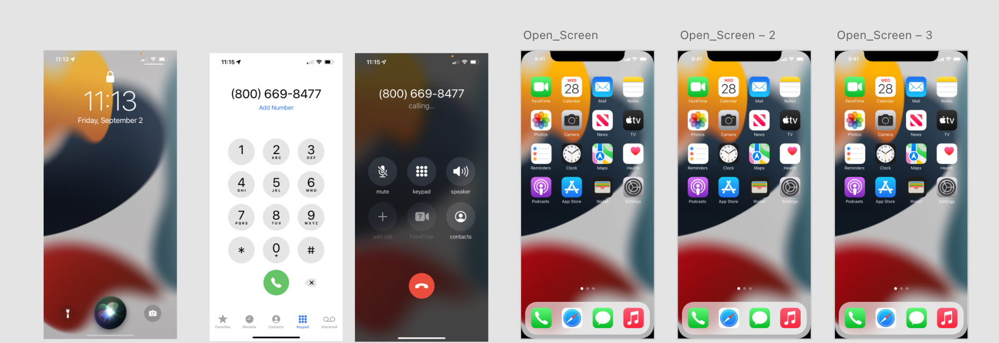 11:13
11:13
Friday, September 2
11:15
(800) 669-8477
Add Number
1 2 3
ABC DEF
4 5 6
GHI JKL MNO
7 8 9
PQRS TUV WXYZ
* 0 #
+
Favorites Recents Contacts Keypad Voicemail
11:15
(800) 669-8477
calling...
mute keypad speaker
add call FaceTime contacts
Open_Screen
9:41
WED
28
FaceTime Calendar Mail Notes
tv
Photos Camera News TV
Reminders Clock Maps Health
Podcasts App Store Wallet Settings
Open_Screen – 2
9:41
WED
28
FaceTime Calendar Mail Notes
tv
Photos Camera News TV
Reminders Clock Maps Health
Podcasts App Store Wallet Settings
Open_Screen – 3
9:41
WED
28
FaceTime Calendar Mail Notes
tv
Photos Camera News TV
Reminders Clock Maps Health
Podcasts App Store Wallet Settings